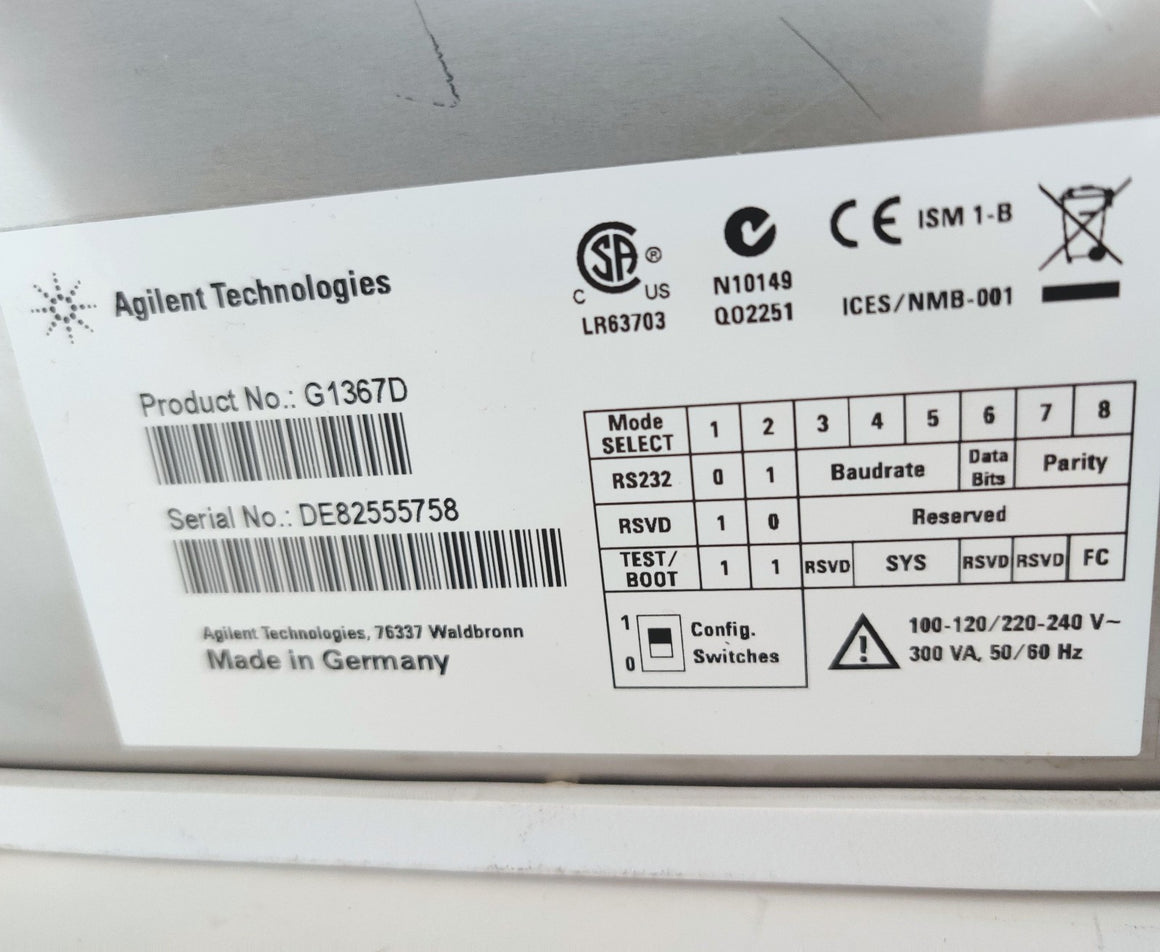 Agilent Technologies
SA ®
C US
LR63703
N10149
Q02251
CE ISM 1-B
ICES/NMB-001
Product No.: G1367D
Serial No.: DE82555758
Agilent Technologies, 76337 Waldbronn
Made in Germany
Mode SELECT 1 2 3 4 5 6 7 8
RS232 0 1 Baudrate Data Bits Parity
RSVD 1 0 Reserved
TEST/ BOOT 1 1 RSVD SYS RSVD RSVD FC
1 Config.
0 Switches
! 100-120/220-240 V~
300 VA, 50/60 Hz